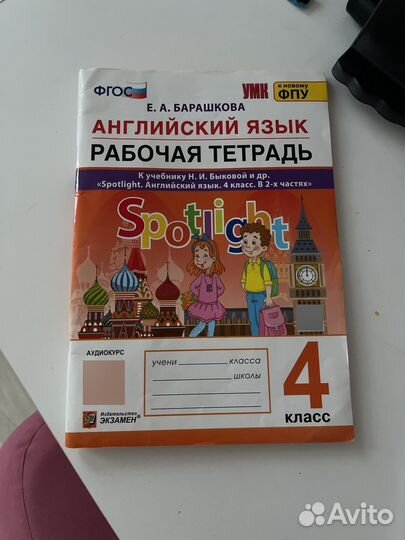 ФГОС
УМК
к новому
ФПУ
Е. А. БАРАШКОВА
АНГЛИЙСКИЙ ЯЗЫК
РАБОЧАЯ ТЕТРАДЬ
К учебнику Н. И. Быковой и др.
«Spotlight. Английский язык. 4 класс. В 2-х частях»
Spotlight
АУДИОКУРС
учени класса
школы
4
КЛАСС
Издательство
ЭКЗАМЕН
Avito